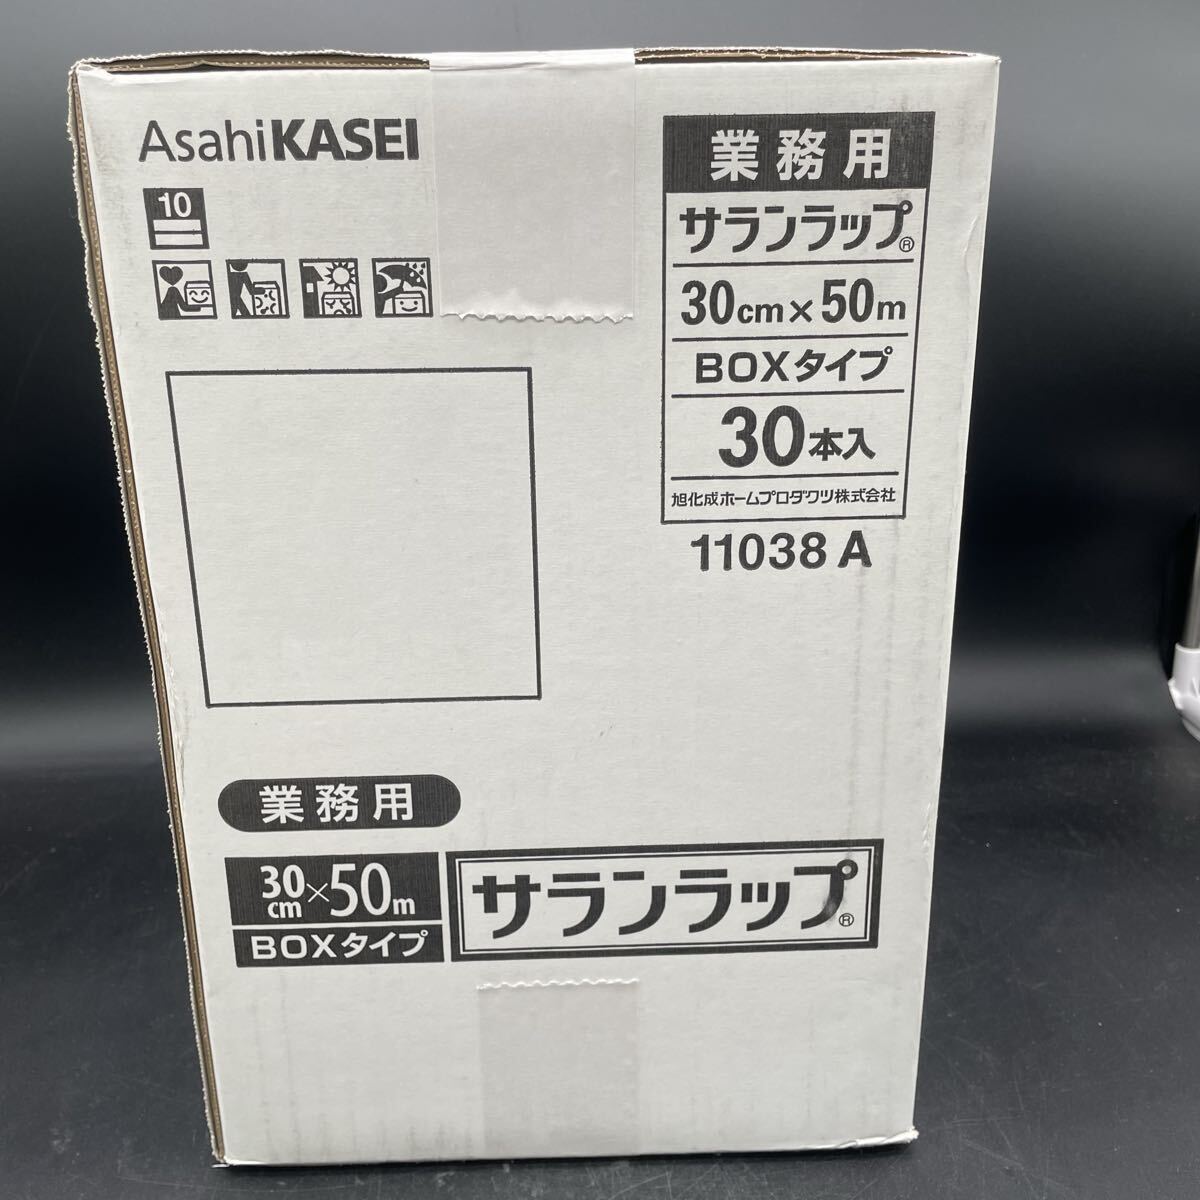 AsahiKASEI
10
業務用
サランラップ®
30cm×50m
BOXタイプ
30本入
旭化成ホームプロダクツ株式会社
11038 A
業務用
30cm×50m
BOXタイプ
サランラップ®